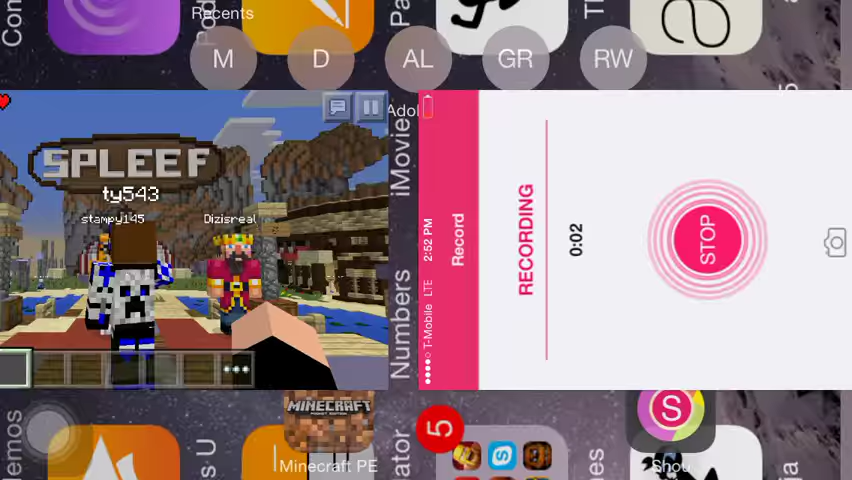 Recents
M
D
AL
GR
RW
SPLEEF
ty543
stampy145
Dizisreal
•••
iMovie
Numbers
T-Mobile LTE
2:52 PM
Record
RECORDING
0:02
STOP
MINECRAFT
Minecraft PE
5
S
Shou